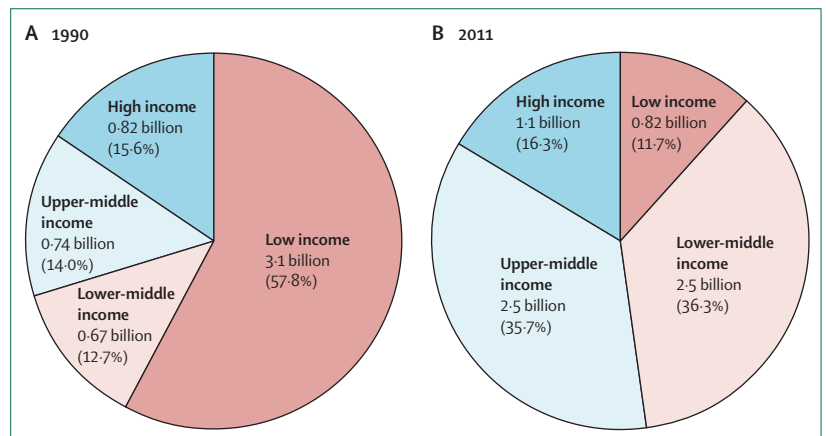 A 1990
High income
0·82 billion
(15·6%)
Upper-middle
income
0·74 billion
(14·0%)
Lower-middle
income
0·67 billion
(12·7%)
Low income
3·1 billion
(57·8%)
B 2011
High income
1·1 billion
(16·3%)
Low income
0·82 billion
(11·7%)
Upper-middle
income
2·5 billion
(35·7%)
Lower-middle
income
2·5 billion
(36·3%)